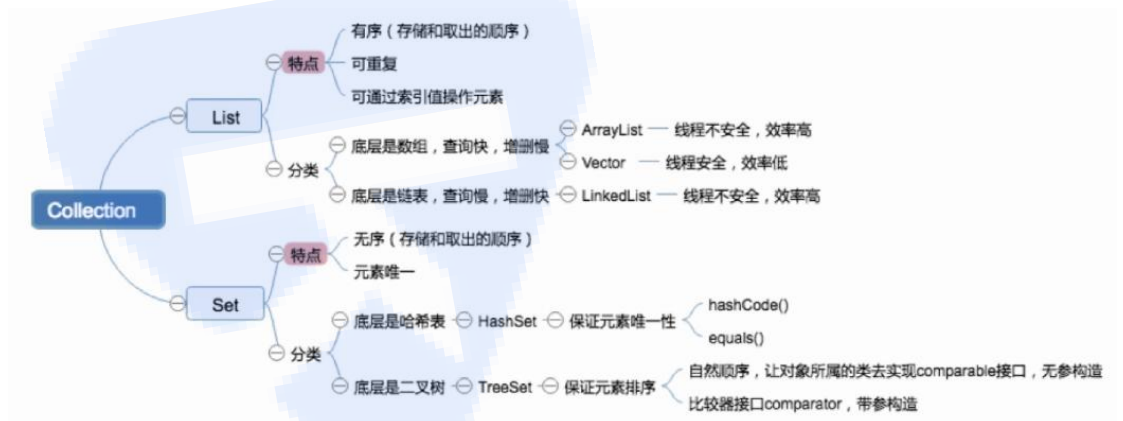 Collection
List
特点
有序（存储和取出的顺序）
可重复
可通过索引值操作元素
分类
底层是数组，查询快，增删慢
ArrayList
线程不安全，效率高
Vector
线程安全，效率低
底层是链表，查询慢，增删快
LinkedList
线程不安全，效率高
Set
特点
无序（存储和取出的顺序）
元素唯一
分类
底层是哈希表
HashSet
保证元素唯一性
hashCode()
equals()
底层是二叉树
TreeSet
保证元素排序
自然顺序，让对象所属的类去实现comparable接口，无参构造
比较器接口comparator，带参构造